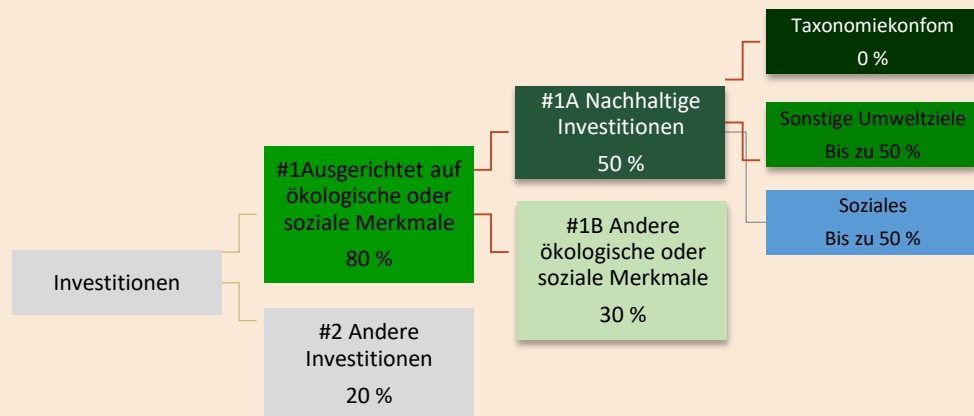 Investitionen
#1Ausgerichtet auf
ökologische oder
soziale Merkmale
80 %
#2 Andere
Investitionen
20 %
#1A Nachhaltige
Investitionen
50 %
#1B Andere
ökologische oder
soziale Merkmale
30 %
Taxonomiekonfom
0 %
Sonstige Umweltziele
Bis zu 50 %
Soziales
Bis zu 50 %